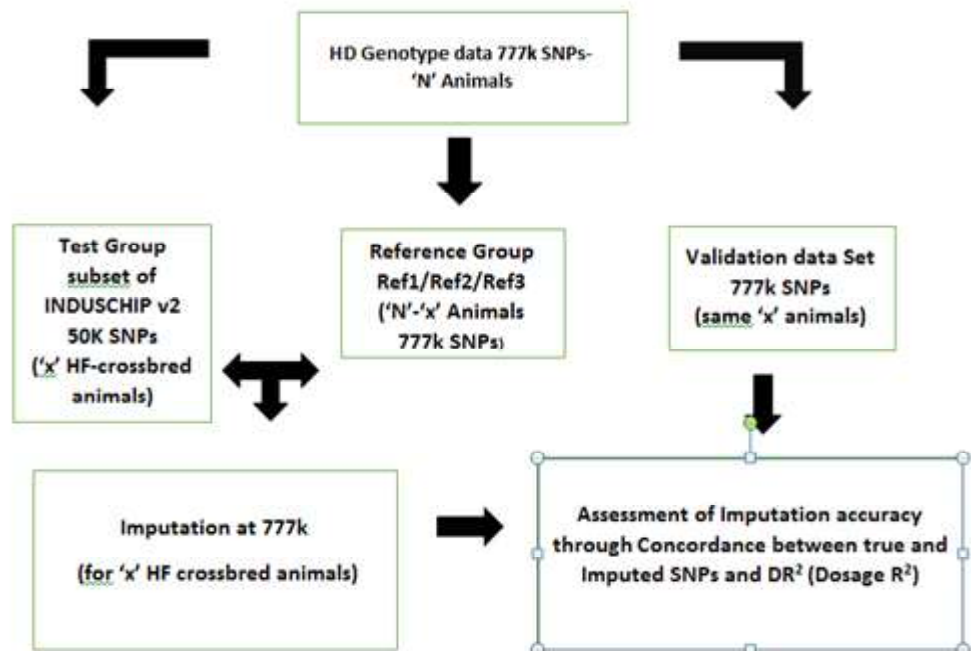 HD Genotype data 777k SNPs-
‘N’ Animals
Test Group
subset of
INDUSCHIP v2
50K SNPs
(‘x’ HF-crossbred
animals)
Reference Group
Ref1/Ref2/Ref3
(‘N’-‘x’ Animals
777k SNPs)
Validation data Set
777k SNPs
(same ‘x’ animals)
Imputation at 777k
(for ‘x’ HF crossbred animals)
Assessment of Imputation accuracy
through Concordance between true and
Imputed SNPs and DR² (Dosage R²)